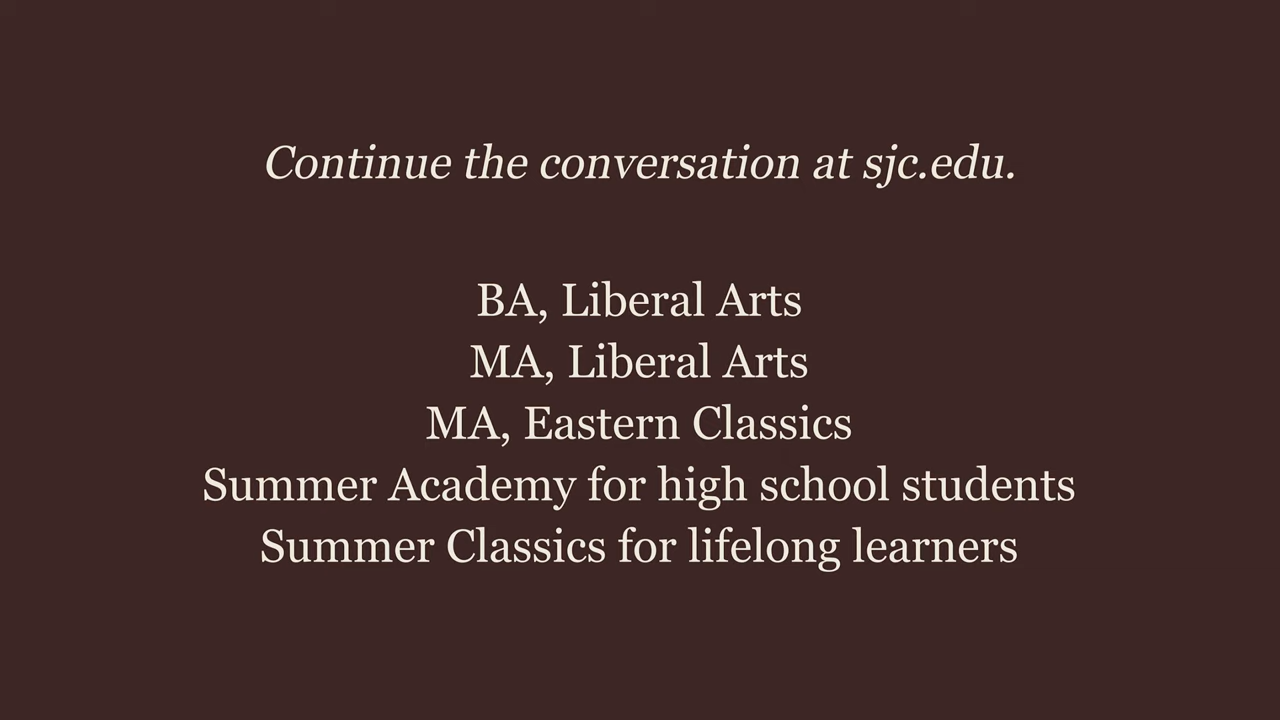 Continue the conversation at sjc.edu.
BA, Liberal Arts
MA, Liberal Arts
MA, Eastern Classics
Summer Academy for high school students
Summer Classics for lifelong learners